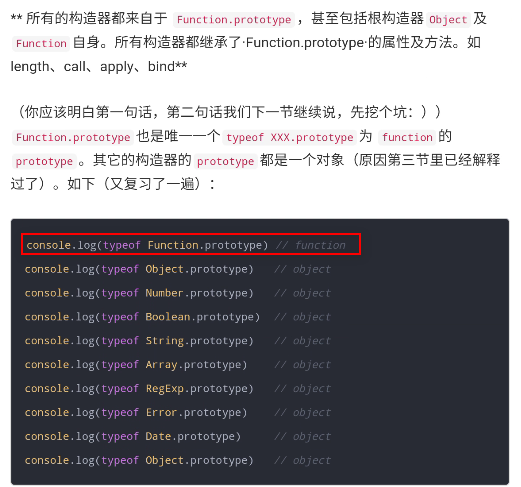 ** 所有的构造器都来自于 Function.prototype ，甚至包括根构造器 Object 及
Function 自身。所有构造器都继承了·Function.prototype·的属性及方法。如
length、call、apply、bind**
（你应该明白第一句话，第二句话我们下一节继续说，先挖个坑：））
Function.prototype 也是唯一一个 typeof XXX.prototype 为 function 的
prototype 。其它的构造器的 prototype 都是一个对象（原因第三节里已经解释
过了）。如下（又复习了一遍）：
console.log(typeof Function.prototype) // function
console.log(typeof Object.prototype) // object
console.log(typeof Number.prototype) // object
console.log(typeof Boolean.prototype) // object
console.log(typeof String.prototype) // object
console.log(typeof Array.prototype) // object
console.log(typeof RegExp.prototype) // object
console.log(typeof Error.prototype) // object
console.log(typeof Date.prototype) // object
console.log(typeof Object.prototype) // object